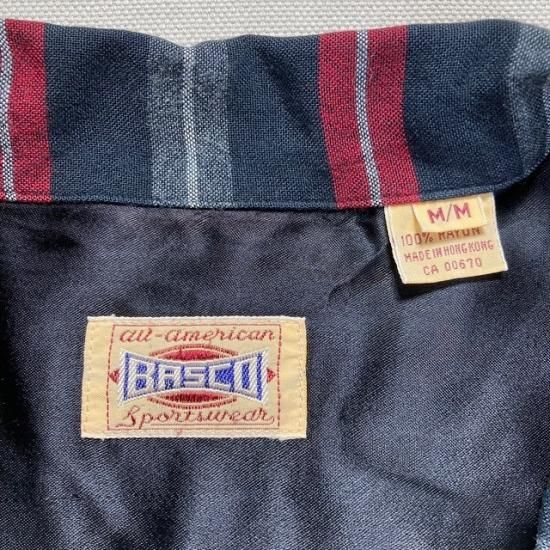 M/M
100% RAYON
MADE IN HONG KONG
CA 00670
all-american
BASCO
Sportswear